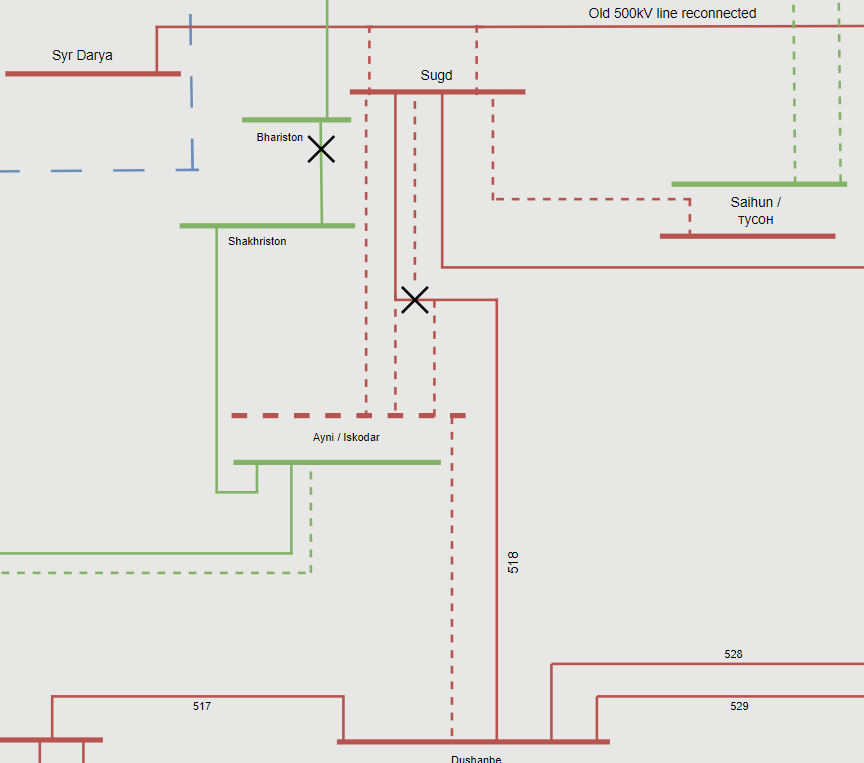 Old 500kV line reconnected
Syr Darya
Sugd
Bhariston
Saihun /
ТУСОН
Shakhriston
Ayni / Iskodar
518
528
517
529
Dushanbe